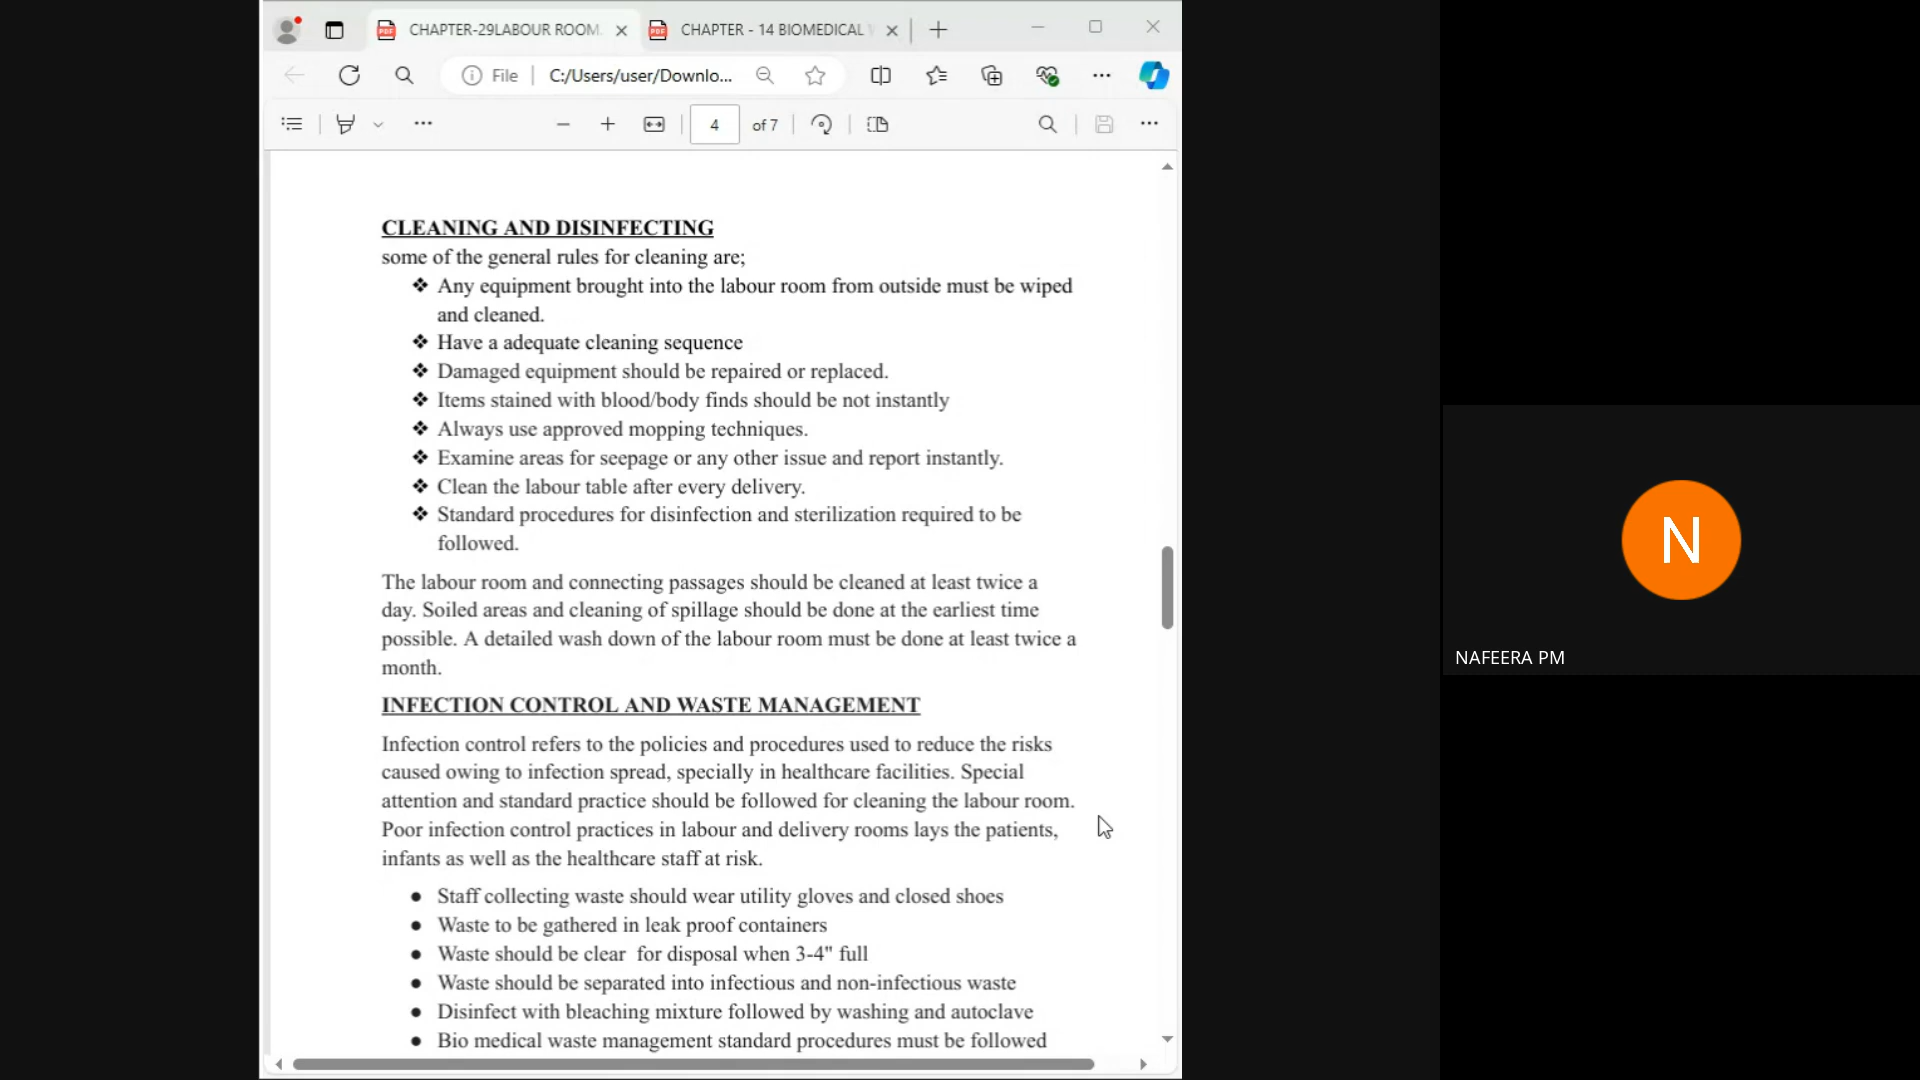 CHAPTER-29LABOUR ROOM.
CHAPTER - 14 BIOMEDICAL
File
C:/Users/user/Downlo...
4
of 7
CLEANING AND DISINFECTING
some of the general rules for cleaning are;
❖ Any equipment brought into the labour room from outside must be wiped
and cleaned.
❖ Have a adequate cleaning sequence
❖ Damaged equipment should be repaired or replaced.
❖ Items stained with blood/body finds should be not instantly
❖ Always use approved mopping techniques.
❖ Examine areas for seepage or any other issue and report instantly.
❖ Clean the labour table after every delivery.
❖ Standard procedures for disinfection and sterilization required to be
followed.
The labour room and connecting passages should be cleaned at least twice a
day. Soiled areas and cleaning of spillage should be done at the earliest time
possible. A detailed wash down of the labour room must be done at least twice a
month.
INFECTION CONTROL AND WASTE MANAGEMENT
Infection control refers to the policies and procedures used to reduce the risks
caused owing to infection spread, specially in healthcare facilities. Special
attention and standard practice should be followed for cleaning the labour room.
Poor infection control practices in labour and delivery rooms lays the patients,
infants as well as the healthcare staff at risk.
● Staff collecting waste should wear utility gloves and closed shoes
● Waste to be gathered in leak proof containers
● Waste should be clear  for disposal when 3-4" full
● Waste should be separated into infectious and non-infectious waste
● Disinfect with bleaching mixture followed by washing and autoclave
● Bio medical waste management standard procedures must be followed
N
NAFEERA PM